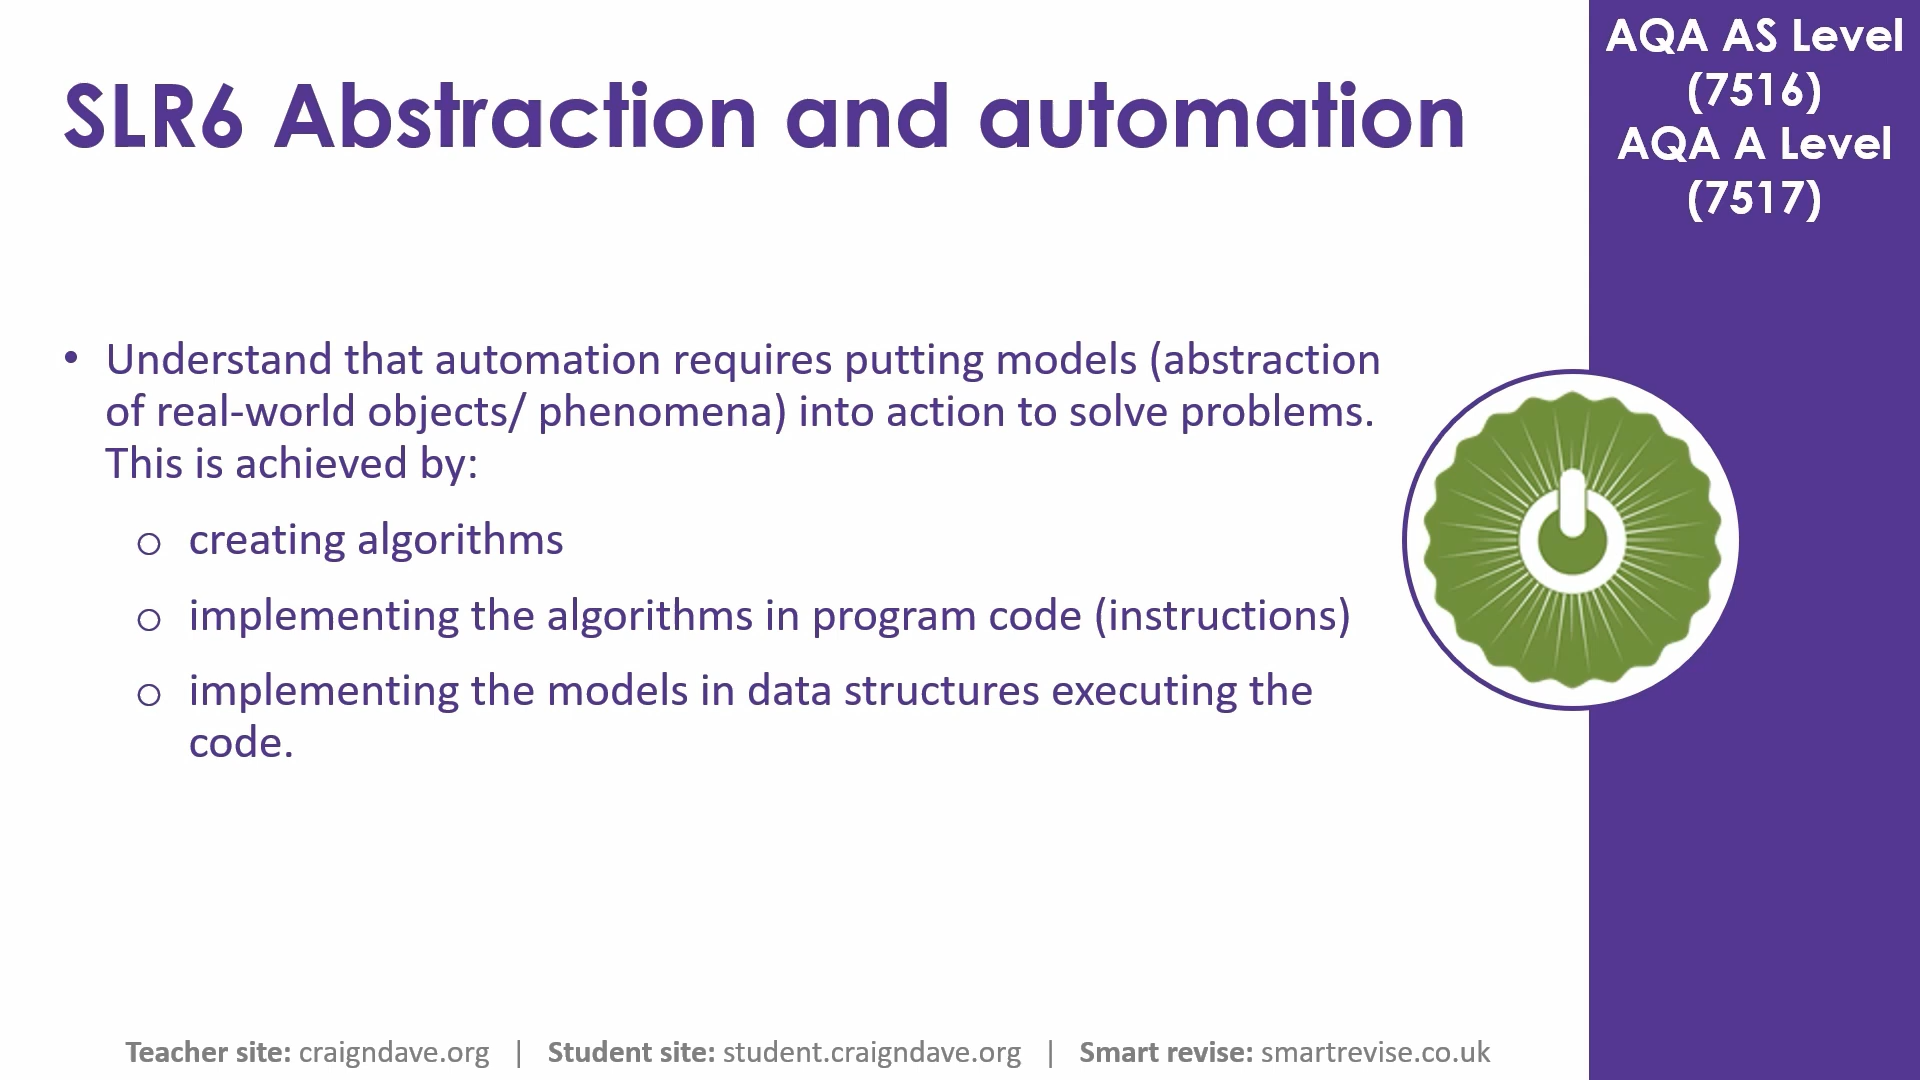 SLR6 Abstraction and automation
AQA AS Level
(7516)
AQA A Level
(7517)
• Understand that automation requires putting models (abstraction
of real-world objects/ phenomena) into action to solve problems.
This is achieved by:
o creating algorithms
o implementing the algorithms in program code (instructions)
o implementing the models in data structures executing the
code.
Teacher site: craigndave.org | Student site: student.craigndave.org | Smart revise: smartrevise.co.uk